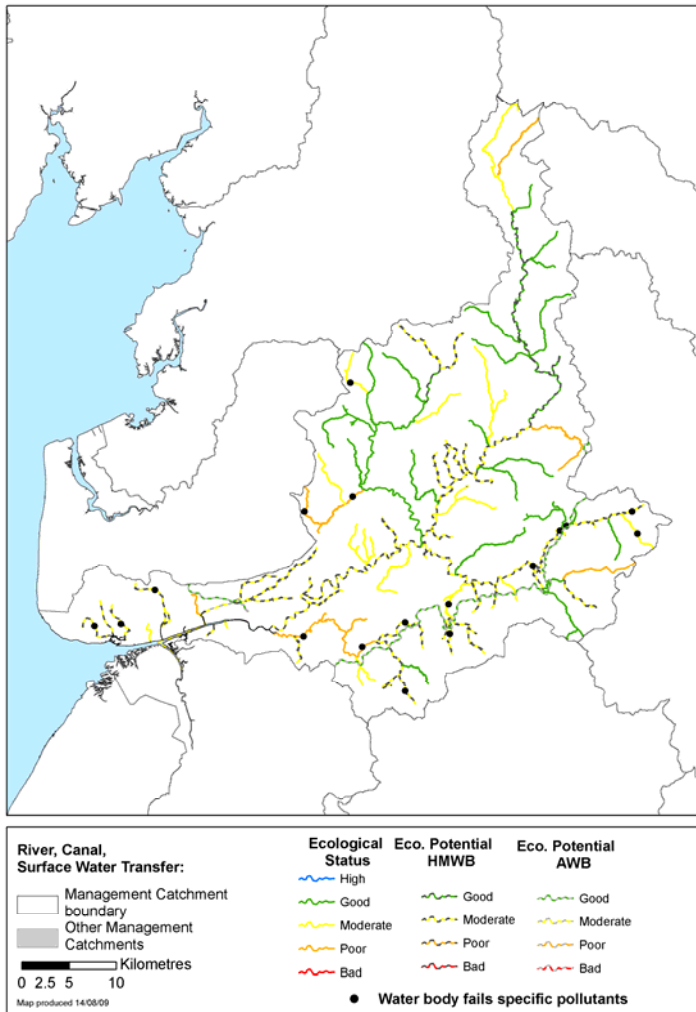 River, Canal,
Surface Water Transfer:
Management Catchment
boundary
Other Management
Catchments
Kilometres
0 2.5 5 10
Map produced 14/08/09
Ecological
Status
High
Good
Moderate
Poor
Bad
Eco. Potential
HMWB
Good
Moderate
Poor
Bad
Eco. Potential
AWB
Good
Moderate
Poor
Bad
Water body fails specific pollutants